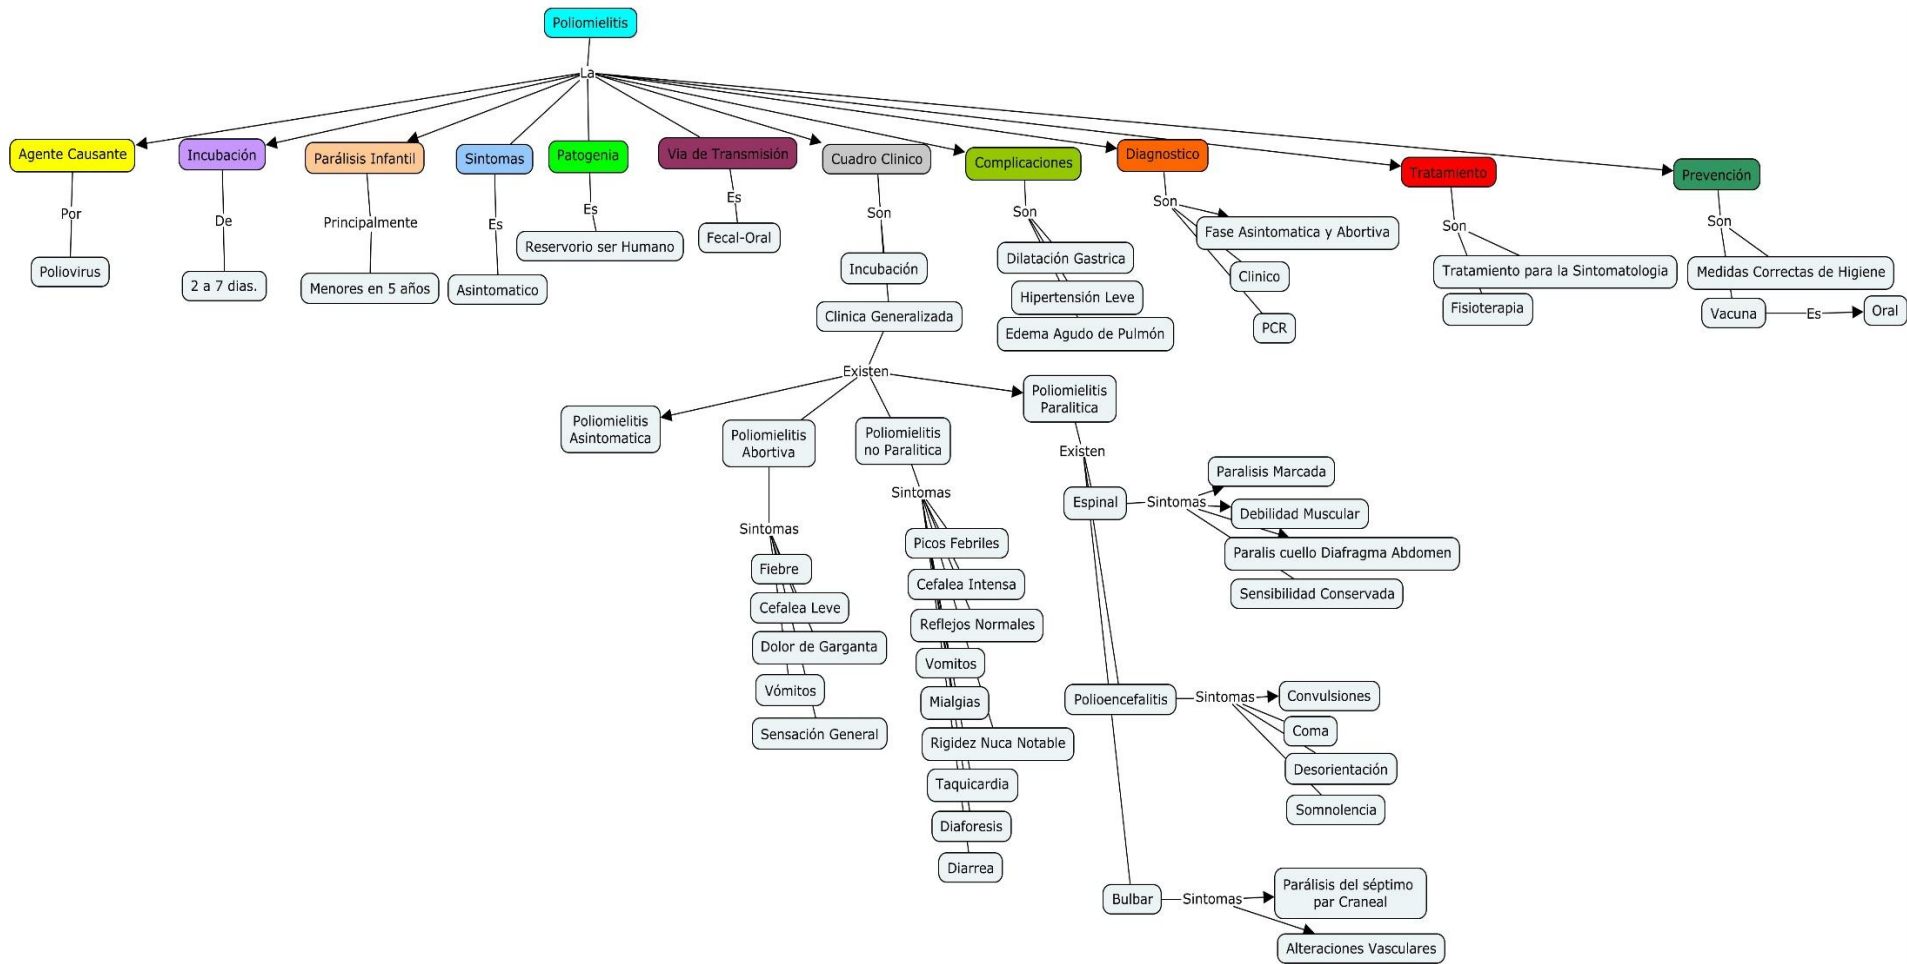 Poliomielitis
La
Agente Causante
Incubación
Parálisis Infantil
Sintomas
Patogenia
Via de Transmisión
Cuadro Clinico
Complicaciones
Diagnostico
Tratamiento
Prevención
Por
Poliovirus
De
2 a 7 dias.
Principalmente
Menores en 5 años
Es
Asintomatico
Es
Reservorio ser Humano
Es
Fecal-Oral
Son
Incubación
Clinica Generalizada
Son
Dilatación Gastrica
Hipertensión Leve
Edema Agudo de Pulmón
Son
Fase Asintomatica y Abortiva
Clinico
PCR
Son
Tratamiento para la Sintomatologia
Fisioterapia
Son
Medidas Correctas de Higiene
Vacuna
Es
Oral
Existen
Poliomielitis
Asintomatica
Poliomielitis
Abortiva
Sintomas
Fiebre
Cefalea Leve
Dolor de Garganta
Vómitos
Sensación General
Poliomielitis
no Paralitica
Sintomas
Picos Febriles
Cefalea Intensa
Reflejos Normales
Vomitos
Mialgias
Rigidez Nuca Notable
Taquicardia
Diaforesis
Diarrea
Poliomielitis
Paralitica
Existen
Espinal
Sintomas
Paralisis Marcada
Debilidad Muscular
Paralis cuello Diafragma Abdomen
Sensibilidad Conservada
Polioencefalitis
Sintomas
Convulsiones
Coma
Desorientación
Somnolencia
Bulbar
Sintomas
Parálisis del séptimo
par Craneal
Alteraciones Vasculares